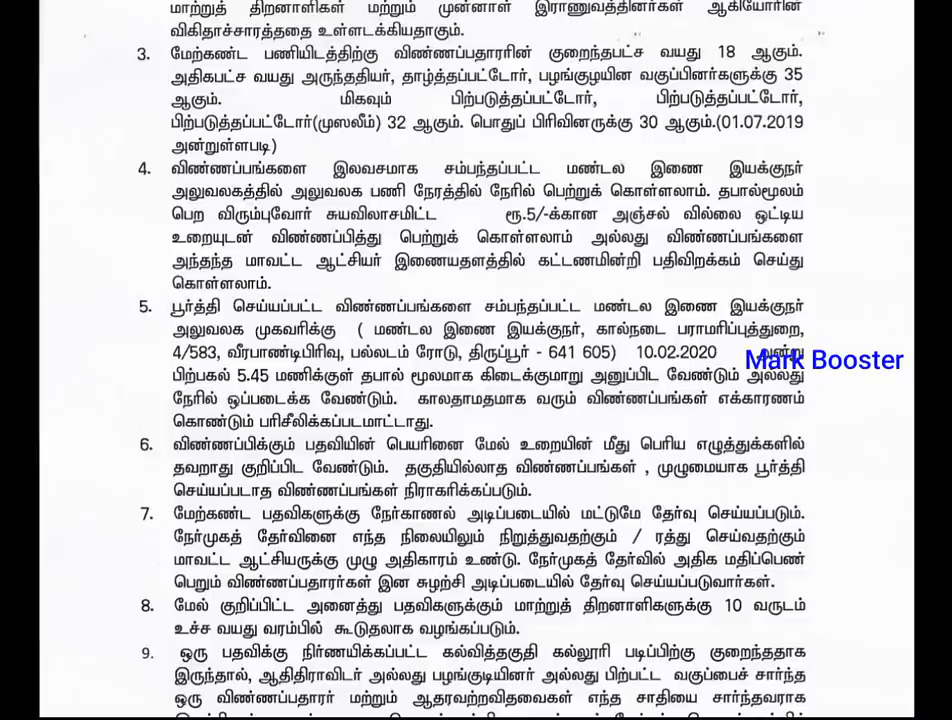 மாற்றுத் திறனாளிகள் மற்றும் முன்னாள் இராணுவத்தினர்கள் ஆகியோரின்
விகிதாச்சாரத்தை உள்ளடக்கியதாகும்.
3. மேற்கண்ட பணியிடத்திற்கு விண்ணப்பதாரரின் குறைந்தபட்ச வயது 18 ஆகும்.
அதிகபட்ச வயது அருந்ததியர், தாழ்த்தப்பட்டோர், பழங்குடியின வகுப்பினர்களுக்கு 35
ஆகும். மிகவும் பிற்படுத்தப்பட்டோர், பிற்படுத்தப்பட்டோர்,
பிற்படுத்தப்பட்டோர்(முஸலீம்) 32 ஆகும். பொதுப் பிரிவினருக்கு 30 ஆகும்.(01.07.2019
அன்றுள்ளபடி)
4. விண்ணப்பங்களை இலவசமாக சம்பந்தப்பட்ட மண்டல இணை இயக்குநர்
அலுவலகத்தில் அலுவலக பணி நேரத்தில் நேரில் பெற்றுக் கொள்ளலாம். தபால்மூலம்
பெற விரும்புவோர் சுயவிலாசமிட்ட ரூ.5/-க்கான அஞ்சல் வில்லை ஒட்டிய
உறையுடன் விண்ணப்பித்து பெற்றுக் கொள்ளலாம் அல்லது விண்ணப்பங்களை
அந்தந்த மாவட்ட ஆட்சியர் இணையதளத்தில் கட்டணமின்றி பதிவிறக்கம் செய்து
கொள்ளலாம்.
5. பூர்த்தி செய்யப்பட்ட விண்ணப்பங்களை சம்பந்தப்பட்ட மண்டல இணை இயக்குநர்
அலுவலக முகவரிக்கு ( மண்டல இணை இயக்குநர், கால்நடை பராமரிப்புத்துறை,
4/583, வீரபாண்டிபிரிவு, பல்லடம் ரோடு, திருப்பூர் - 641 605) 10.02.2020 அன்று
Mark Booster
பிற்பகல் 5.45 மணிக்குள் தபால் மூலமாக கிடைக்குமாறு அனுப்பிட வேண்டும் அல்லது
நேரில் ஒப்படைக்க வேண்டும். காலதாமதமாக வரும் விண்ணப்பங்கள் எக்காரணம்
கொண்டும் பரிசீலிக்கப்படமாட்டாது.
6. விண்ணப்பிக்கும் பதவியின் பெயரினை மேல் உறையின் மீது பெரிய எழுத்துக்களில்
தவறாது குறிப்பிட வேண்டும். தகுதியில்லாத விண்ணப்பங்கள் , முழுமையாக பூர்த்தி
செய்யப்படாத விண்ணப்பங்கள் நிராகரிக்கப்படும்.
7. மேற்கண்ட பதவிகளுக்கு நேர்காணல் அடிப்படையில் மட்டுமே தேர்வு செய்யப்படும்.
நேர்முகத் தேர்வினை எந்த நிலையிலும் நிறுத்துவதற்கும் / ரத்து செய்வதற்கும்
மாவட்ட ஆட்சியருக்கு முழு அதிகாரம் உண்டு. நேர்முகத் தேர்வில் அதிக மதிப்பெண்
பெறும் விண்ணப்பதாரர்கள் இன சுழற்சி அடிப்படையில் தேர்வு செய்யப்படுவார்கள்.
8. மேல் குறிப்பிட்ட அனைத்து பதவிகளுக்கும் மாற்றுத் திறனாளிகளுக்கு 10 வருடம்
உச்ச வயது வரம்பில் கூடுதலாக வழங்கப்படும்.
9. ஒரு பதவிக்கு நிர்ணயிக்கப்பட்ட கல்வித்தகுதி கல்லூரி படிப்பிற்கு குறைந்ததாக
இருந்தால், ஆதிதிராவிடர் அல்லது பழங்குடியினர் அல்லது பிற்பட்ட வகுப்பைச் சார்ந்த
ஒரு விண்ணப்பதாரர் மற்றும் ஆதரவற்றவிதவைகள் எந்த சாதியை சார்ந்தவராக